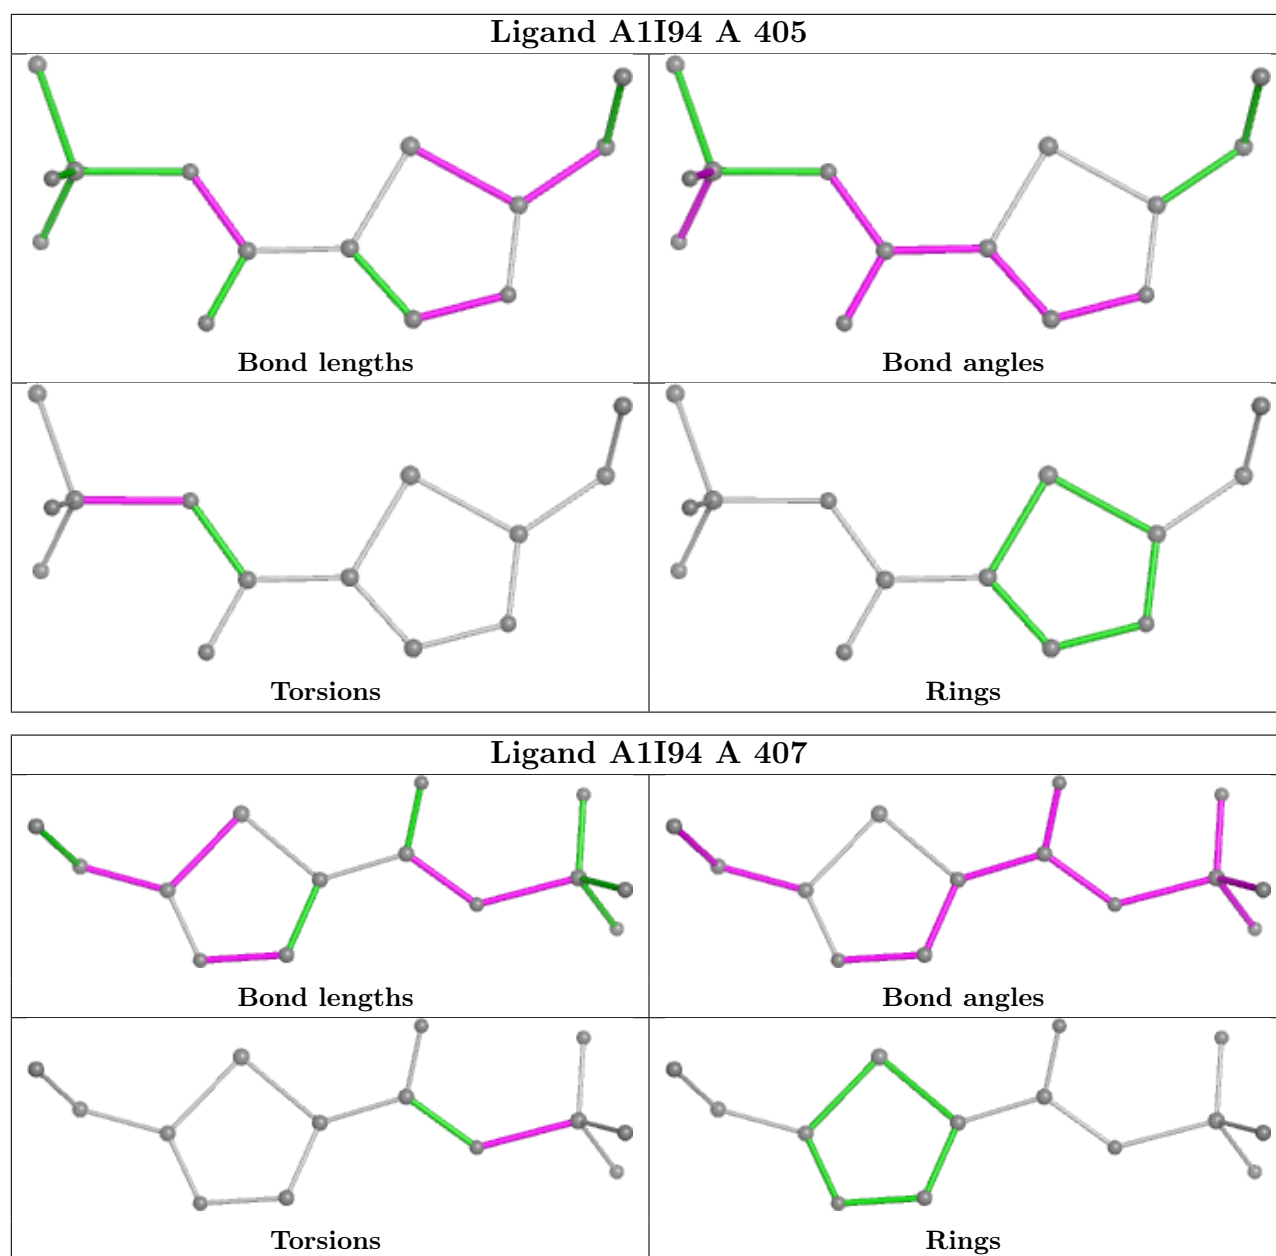 Ligand A1I94 A 405
Bond lengths
Bond angles
Torsions
Rings
Ligand A1I94 A 407
Bond lengths
Bond angles
Torsions
Rings